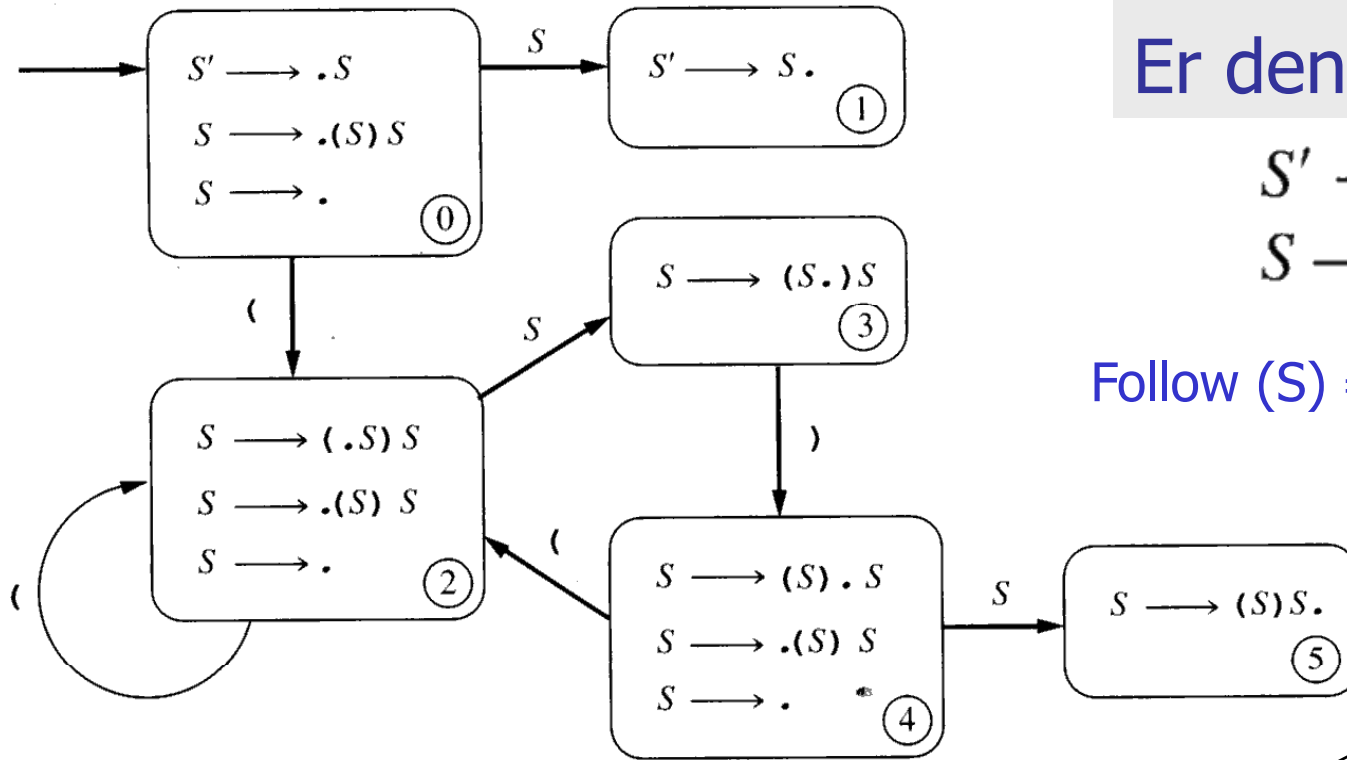 S' ⟶ .S
S ⟶ .(S) S
S ⟶ .
0
S
S' ⟶ S.
1
(
S ⟶ (.S) S
S ⟶ .(S) S
S ⟶ .
2
(
S
S ⟶ (S.) S
3
)
(
S ⟶ (S). S
S ⟶ .(S) S
S ⟶ .
4
S
S ⟶ (S) S.
5
Er den
S'
S
Follow (S) =